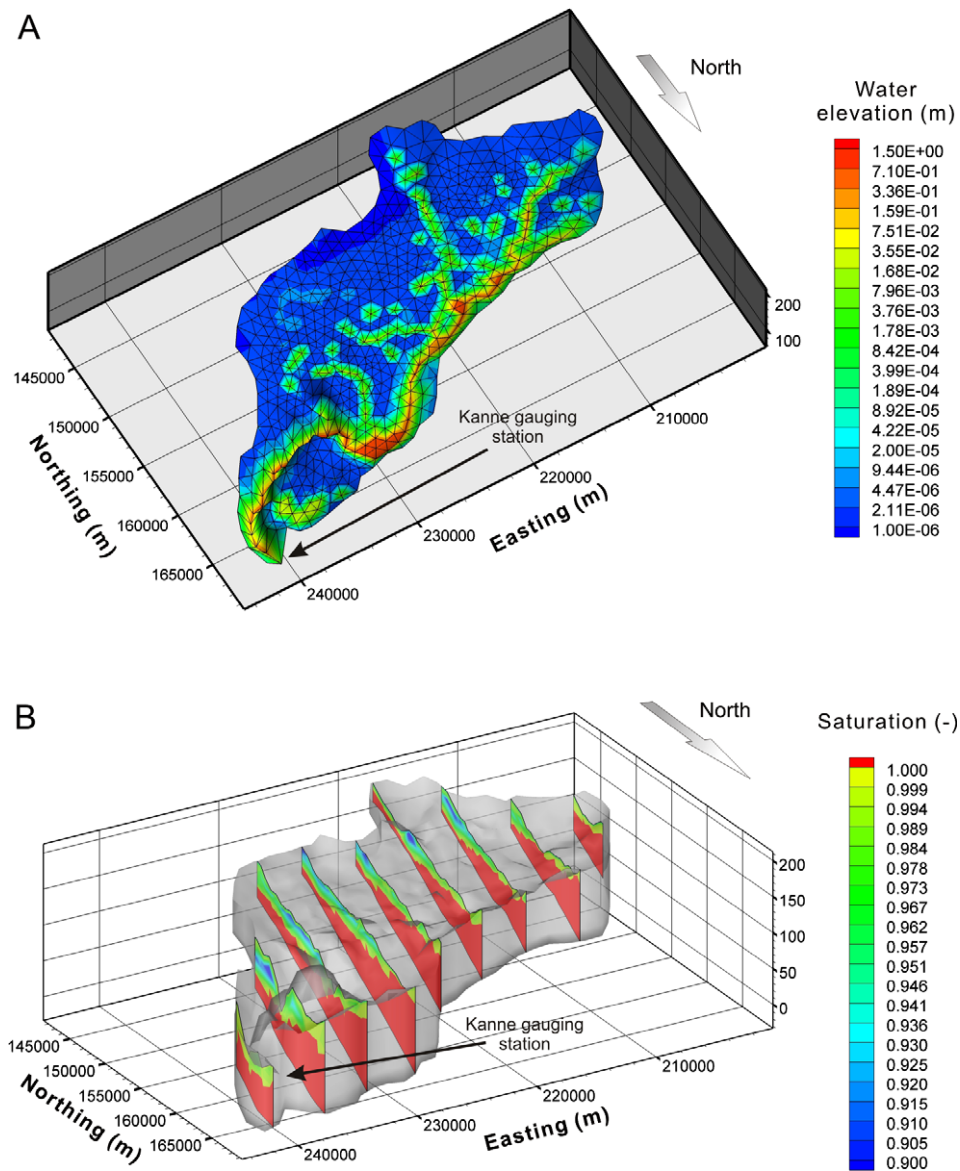 A
North
Water
elevation (m)
1.50E+00
7.10E-01
3.36E-01
1.59E-01
7.51E-02
3.55E-02
1.68E-02
7.96E-03
3.76E-03
1.78E-03
8.42E-04
3.99E-04
1.89E-04
8.92E-05
4.22E-05
2.00E-05
9.44E-06
4.47E-06
2.11E-06
1.00E-06
200
100
145000
150000
155000
160000
165000
Northing (m)
Kanne gauging
station
210000
220000
230000
240000
Easting (m)
B
North
Saturation (-)
1.000
0.999
0.994
0.989
0.984
0.978
0.973
0.967
0.962
0.957
0.951
0.946
0.941
0.936
0.930
0.925
0.920
0.915
0.910
0.905
0.900
200
150
100
50
0
145000
150000
155000
160000
165000
Northing (m)
Kanne gauging
station
210000
220000
230000
240000
Easting (m)